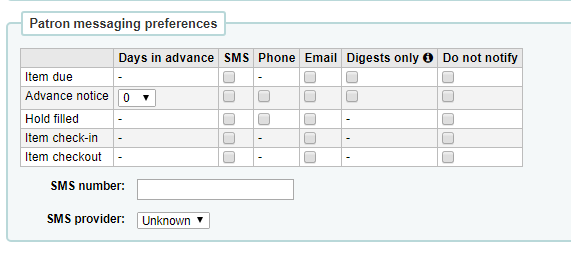 Patron messaging preferences
Days in advance SMS Phone Email Digests only Do not notify
Item due - -
Advance notice 0
Hold filled - -
Item check-in - - -
Item checkout - - -
SMS number:
SMS provider: Unknown